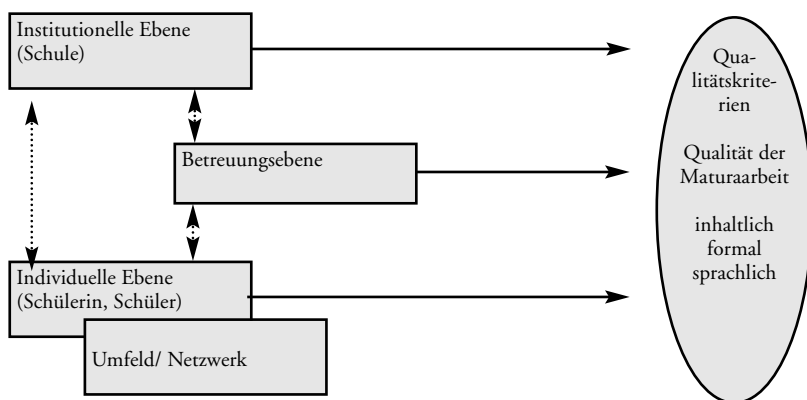 Institutionelle Ebene
(Schule)
Betreuungsebene
Individuelle Ebene
(Schülerin, Schüler)
Umfeld/ Netzwerk
Qua-
litätskrite-
rien
Qualität der
Maturaarbeit
inhaltlich
formal
sprachlich